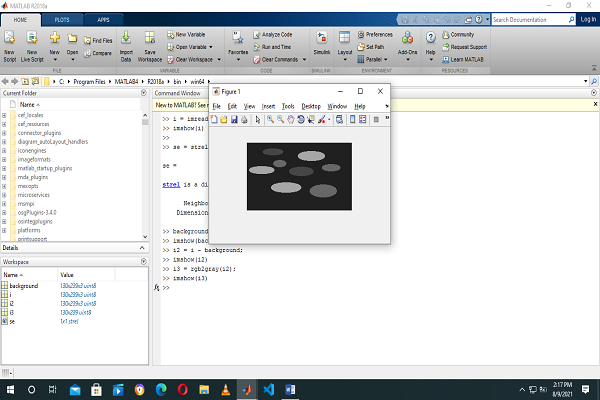 MATLAB R2018a
HOME PLOTS APPS Search Documentation Log In
New Script
New Live Script
New
Open
Find Files
Compare
Import Data
Save Workspace
New Variable
Open Variable
Clear Workspace
Favorites
Analyze Code
Run and Time
Clear Commands
Simulink
Layout
Preferences
Set Path
Parallel
Add-Ons
Help
Community
Request Support
Learn MATLAB
FILE VARIABLE CODE SIMULINK ENVIRONMENT RESOURCES
C: Program Files MATLAB4 R2018a bin win64
Current Folder
Name
cef_locales
cef_resources
connector_plugins
diagram_autoLayout_handlers
iconengines
imageformats
matlab_startup_plugins
mda_plugins
mexopts
microservices
msmpi
osgPlugins-3.4.0
osintegplugins
platforms
printsupport
Details
Workspace
Name Value
background 130x239x3 uint8
i 130x239x3 uint8
i2 130x239x3 uint8
i3 130x239 uint8
se 1x1 strel
Command Window
New to MATLAB? See
>> i = imread
>> imshow(i)
>>
>> se = strel
se =
strel is a di
Neighbo
Dimension
>> background
>> imshow(bac
>> i2 = i - background;
>> imshow(i2)
>> i3 = rgb2gray(i2);
>> imshow(i3)
fx >>
Figure 1
File Edit View Insert Tools Desktop Window Help
2:17 PM
8/9/2021